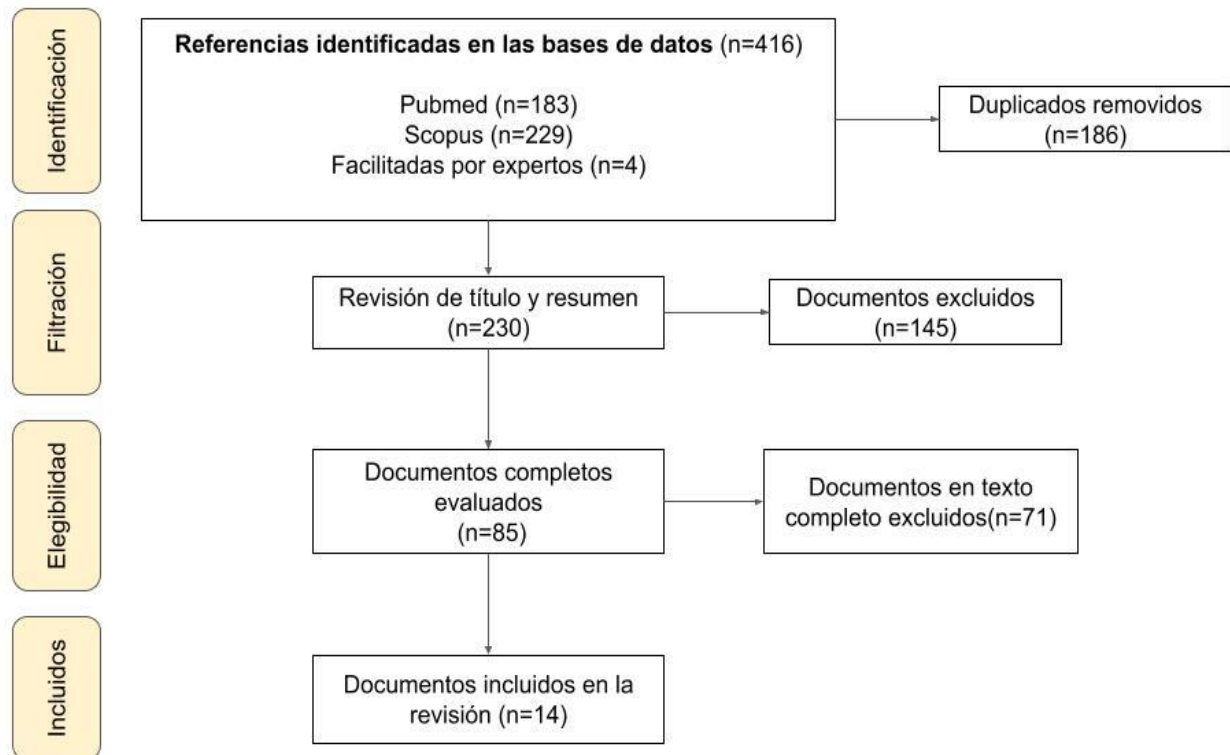 Identificación
Referencias identificadas en las bases de datos (n=416)
Pubmed (n=183)
Scopus (n=229)
Facilitadas por expertos (n=4)
Duplicados removidos
(n=186)
Filtración
Revisión de título y resumen
(n=230)
Documentos excluidos
(n=145)
Elegibilidad
Documentos completos
evaluados
(n=85)
Documentos en texto
completo excluidos(n=71)
Incluidos
Documentos incluidos en la
revisión (n=14)